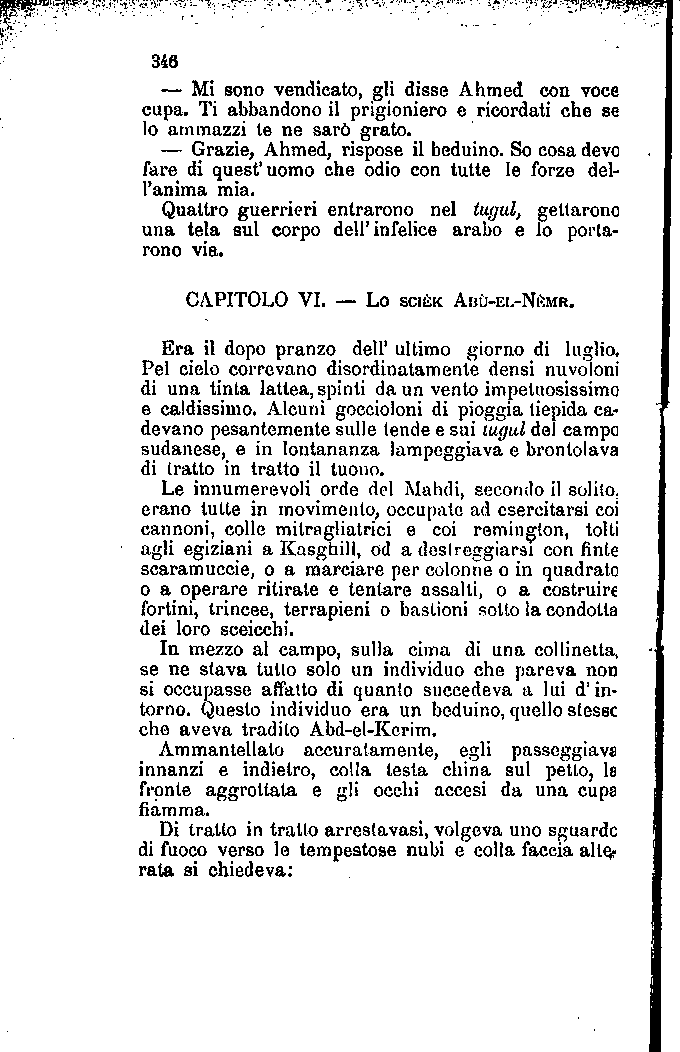 346
— Mi sono vendicato, gli disse Ahmed con voce
cupa. Ti abbandono il prigioniero e ricordati che se
lo ammazzi te ne sarò grato.
— Grazie, Ahmed, rispose il beduino. So cosa devo
fare di quest' uomo che odio con tutte le forze del-
l'anima mia.
Quattro guerrieri entrarono nel tugul, gettarono
una tela sul corpo dell' infelice arabo e lo porta-
rono via.
CAPITOLO VI. — Lo scièk Abù-el-Nèmr.
Era il dopo pranzo dell' ultimo giorno di luglio.
Pel cielo correvano disordinatamente densi nuvoloni
di una tinta lattea, spinti da un vento impetuosissimo
e caldissimo. Alcuni goccioloni di pioggia tiepida ca-
devano pesantemente sulle tende e sui tugul del campo
sudanese, e in lontananza lampeggiava e brontolava
di tratto in tratto il tuono.
Le innumerevoli orde del Mahdi, secondo il solito,
erano tutte in movimento, occupate ad esercitarsi coi
cannoni, colle mitragliatrici e coi remington, tolti
agli egiziani a Kasghill, od a destreggiarsi con finte
scaramuccie, o a marciare per colonne o in quadrato
o a operare ritirate e tentare assalti, o a costruire
fortini, trincee, terrapieni o bastioni sotto la condotta
dei loro sceicchi.
In mezzo al campo, sulla cima di una collinetta,
se ne stava tutto solo un individuo che pareva non
si occupasse affatto di quanto succedeva a lui d' in-
torno. Questo individuo era un beduino, quello stesso
che aveva tradito Abd-el-Kerim.
Ammantellato accuratamente, egli passeggiava
innanzi e indietro, colla testa china sul petto, la
fronte aggrottata e gli occhi accesi da una cupa
fiamma.
Di tratto in tratto arrestavasi, volgeva uno sguardo
di fuoco verso le tempestose nubi e colla faccia alte-
rata si chiedeva: